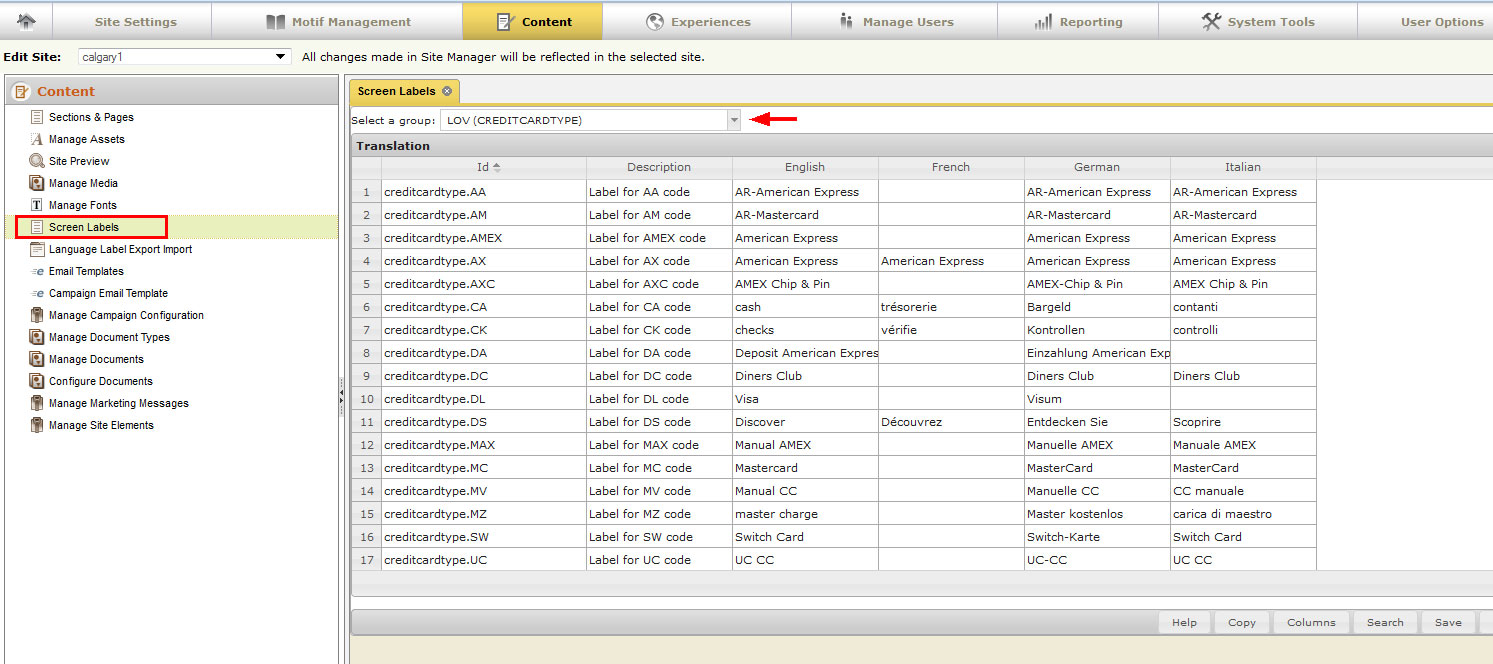 Site Settings Motif Management Content Experiences Manage Users Reporting System Tools User Options
Edit Site: calgary1 All changes made in Site Manager will be reflected in the selected site.
Content
Sections & Pages
Manage Assets
Site Preview
Manage Media
Manage Fonts
Screen Labels
Language Label Export Import
Email Templates
Campaign Email Template
Manage Campaign Configuration
Manage Document Types
Manage Documents
Configure Documents
Manage Marketing Messages
Manage Site Elements
Screen Labels
Select a group: LOV (CREDITCARDTYPE)
Translation
Id Description English French German Italian
1 creditcardtype.AA Label for AA code AR-American Express AR-American Express AR-American Express
2 creditcardtype.AM Label for AM code AR-Mastercard AR-Mastercard AR-Mastercard
3 creditcardtype.AMEX Label for AMEX code American Express American Express American Express
4 creditcardtype.AX Label for AX code American Express American Express American Express American Express
5 creditcardtype.AXC Label for AXC code AMEX Chip & Pin AMEX-Chip & Pin AMEX Chip & Pin
6 creditcardtype.CA Label for CA code cash trésorerie Bargeld contanti
7 creditcardtype.CK Label for CK code checks vérifie Kontrollen controlli
8 creditcardtype.DA Label for DA code Deposit American Expres Einzahlung American Exp
9 creditcardtype.DC Label for DC code Diners Club Diners Club Diners Club
10 creditcardtype.DL Label for DL code Visa Visum
11 creditcardtype.DS Label for DS code Discover Découvrez Entdecken Sie Scoprire
12 creditcardtype.MAX Label for MAX code Manual AMEX Manuelle AMEX Manuale AMEX
13 creditcardtype.MC Label for MC code Mastercard MasterCard MasterCard
14 creditcardtype.MV Label for MV code Manual CC Manuelle CC CC manuale
15 creditcardtype.MZ Label for MZ code master charge Master kostenlos carica di maestro
16 creditcardtype.SW Label for SW code Switch Card Switch-Karte Switch Card
17 creditcardtype.UC Label for UC code UC CC UC-CC UC CC
Help Copy Columns Search Save